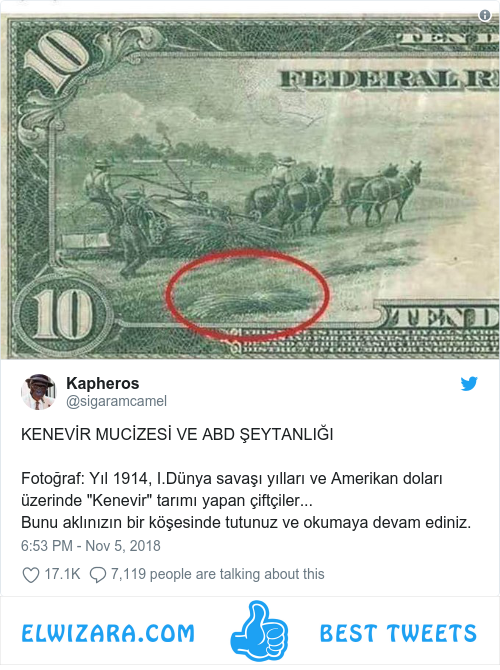 10
TEN D
FEDERAL R
10
TEN D
Kapheros
@sigaramcamel
KENEVİR MUCİZESİ VE ABD ŞEYTANLIĞI
Fotoğraf: Yıl 1914, I.Dünya savaşı yılları ve Amerikan doları
üzerinde "Kenevir" tarımı yapan çiftçiler...
Bunu aklınızın bir köşesinde tutunuz ve okumaya devam ediniz.
6:53 PM - Nov 5, 2018
17.1K 7,119 people are talking about this
ELWIZARA.COM BEST TWEETS